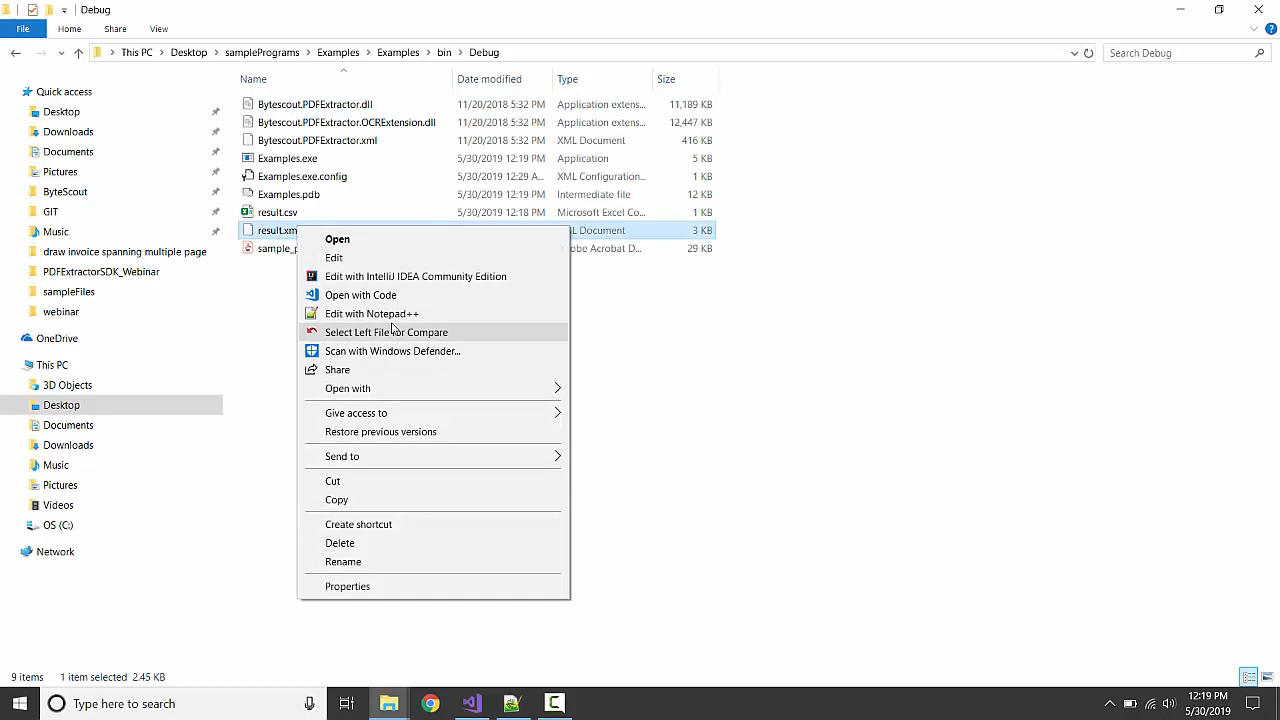 Debug
File
Home
Share
View
This PC
Desktop
samplePrograms
Examples
Examples
bin
Debug
Search Debug
Quick access
Desktop
Downloads
Documents
Pictures
ByteScout
GIT
Music
draw invoice spanning multiple page
PDFExtractorSDK_Webinar
sampleFiles
webinar
OneDrive
This PC
3D Objects
Desktop
Documents
Downloads
Music
Pictures
Videos
OS (C:)
Network
Name Date modified Type Size
Bytescout.PDFExtractor.dll 11/20/2018 5:32 PM Application extens... 11,189 KB
Bytescout.PDFExtractor.OCRExtension.dll 11/20/2018 5:32 PM Application extens... 12,447 KB
Bytescout.PDFExtractor.xml 11/20/2018 5:32 PM XML Document 416 KB
Examples.exe 5/30/2019 12:19 PM Application 5 KB
Examples.exe.config 5/30/2019 12:29 A... XML Configuration... 1 KB
Examples.pdb 5/30/2019 12:19 PM Intermediate file 12 KB
result.csv 5/30/2019 12:18 PM Microsoft Excel Co... 1 KB
result.xm L Document 3 KB
sample_p obe Acrobat D... 29 KB
Open
Edit
Edit with IntelliJ IDEA Community Edition
Open with Code
Edit with Notepad++
Select Left File for Compare
Scan with Windows Defender...
Share
Open with
Give access to
Restore previous versions
Send to
Cut
Copy
Create shortcut
Delete
Rename
Properties
9 items 1 item selected 2.45 KB
Type here to search
12:19 PM
5/30/2019